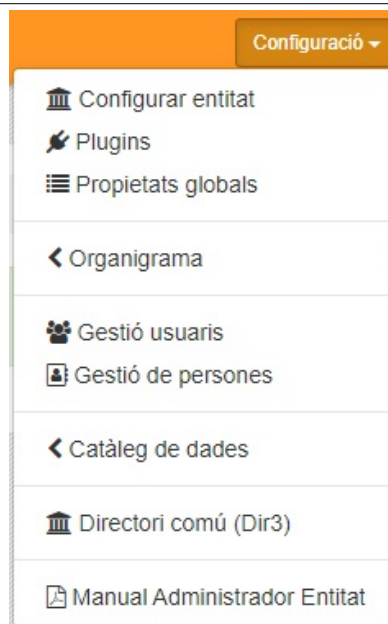 Configuració
Configurar entitat
Plugins
Propietats globals
Organigrama
Gestió usuaris
Gestió de persones
Catàleg de dades
Directori comú (Dir3)
Manual Administrador Entitat